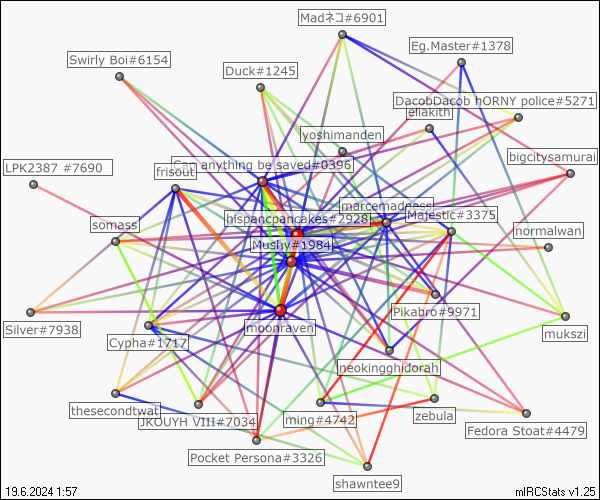 Madネコ#6901
Eg.Master#1378
Swirly Boi#6154
Duck#1245
DacobDacob hORNY police#5271
eliakith
yoshimanden
bigcitysamurai
Can anything be saved#0396
LPK2387 #7690
frisout
marcemadness
hispancpancakes#2928
Majestic#3375
somass
normalwan
Mushy#1984
Pikabro#9971
Silver#7938
moonraven
mukszi
Cypha#1717
neokingghidorah
thesecondtwat
JKOUYH VIII#7034
ming#4742
zebula
Fedora Stoat#4479
Pocket Persona#3326
shawntee9
19.6.2024 1:57
mIRCStats v1.25